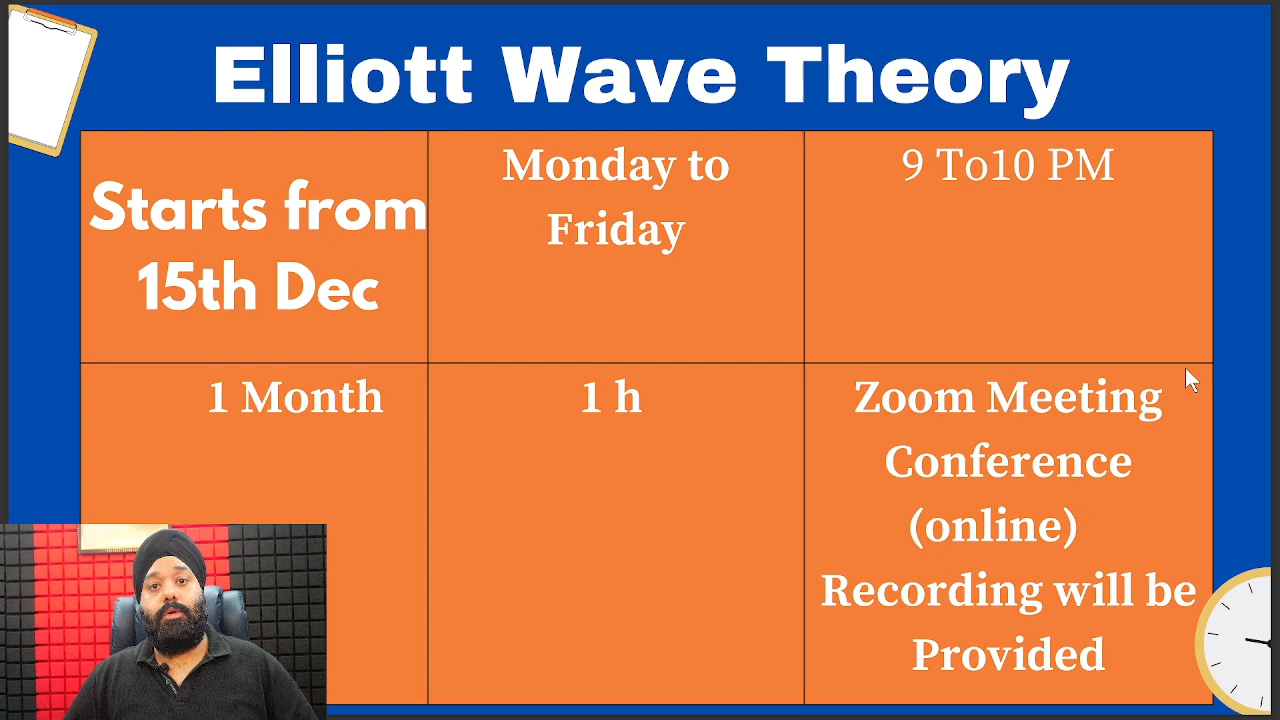 Elliott Wave Theory
Starts from
15th Dec
Monday to
Friday
9 To10 PM
1 Month
1 h
Zoom Meeting
Conference
(online)
Recording will be
Provided